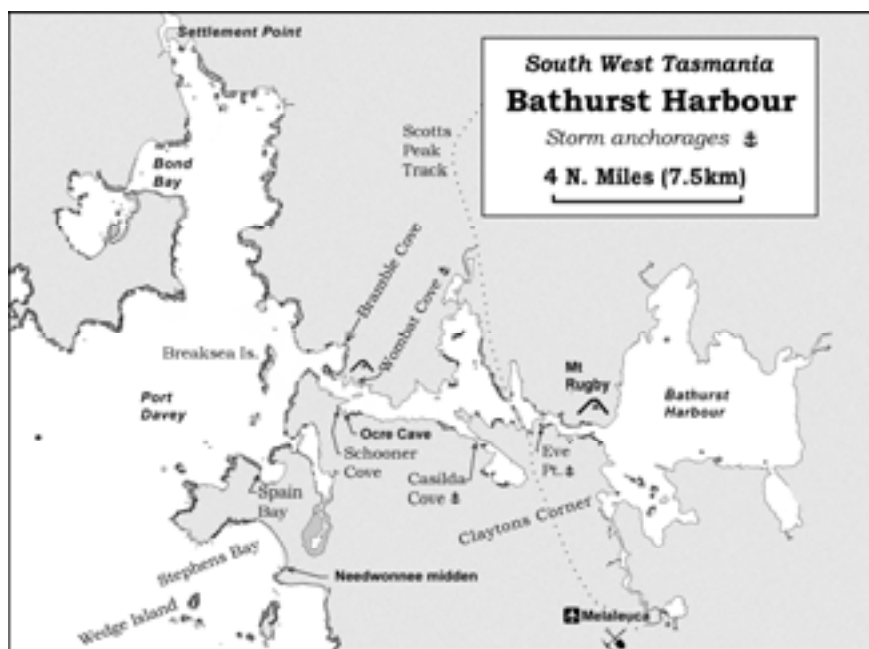 Settlement Point
South West Tasmania
Bathurst Harbour
Storm anchorages
4 N. Miles (7.5km)
Scotts
Peak
Track
Bond
Bay
Bramble Cove
Wombat Cove
Breaksea Is.
Mt
Rugby
Port
Davey
Bathurst
Harbour
Ocre Cave
Schooner
Cove
Eve
Pt.
Casilda
Cove
Spain
Bay
Claytons Corner
Stephens Bay
Needwonnee midden
Wedge Island
Melaleuca